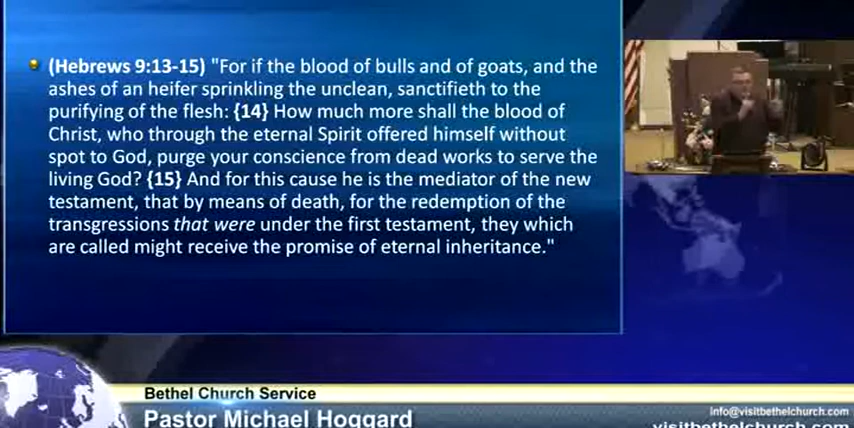 (Hebrews 9:13-15) "For if the blood of bulls and of goats, and the
ashes of an heifer sprinkling the unclean, sanctifieth to the
purifying of the flesh: {14} How much more shall the blood of
Christ, who through the eternal Spirit offered himself without
spot to God, purge your conscience from dead works to serve the
living God? {15} And for this cause he is the mediator of the new
testament, that by means of death, for the redemption of the
transgressions that were under the first testament, they which
are called might receive the promise of eternal inheritance."
Bethel Church Service
Pastor Michael Hoggard
info@visitbethelchurch.com
visitbethelchurch.com